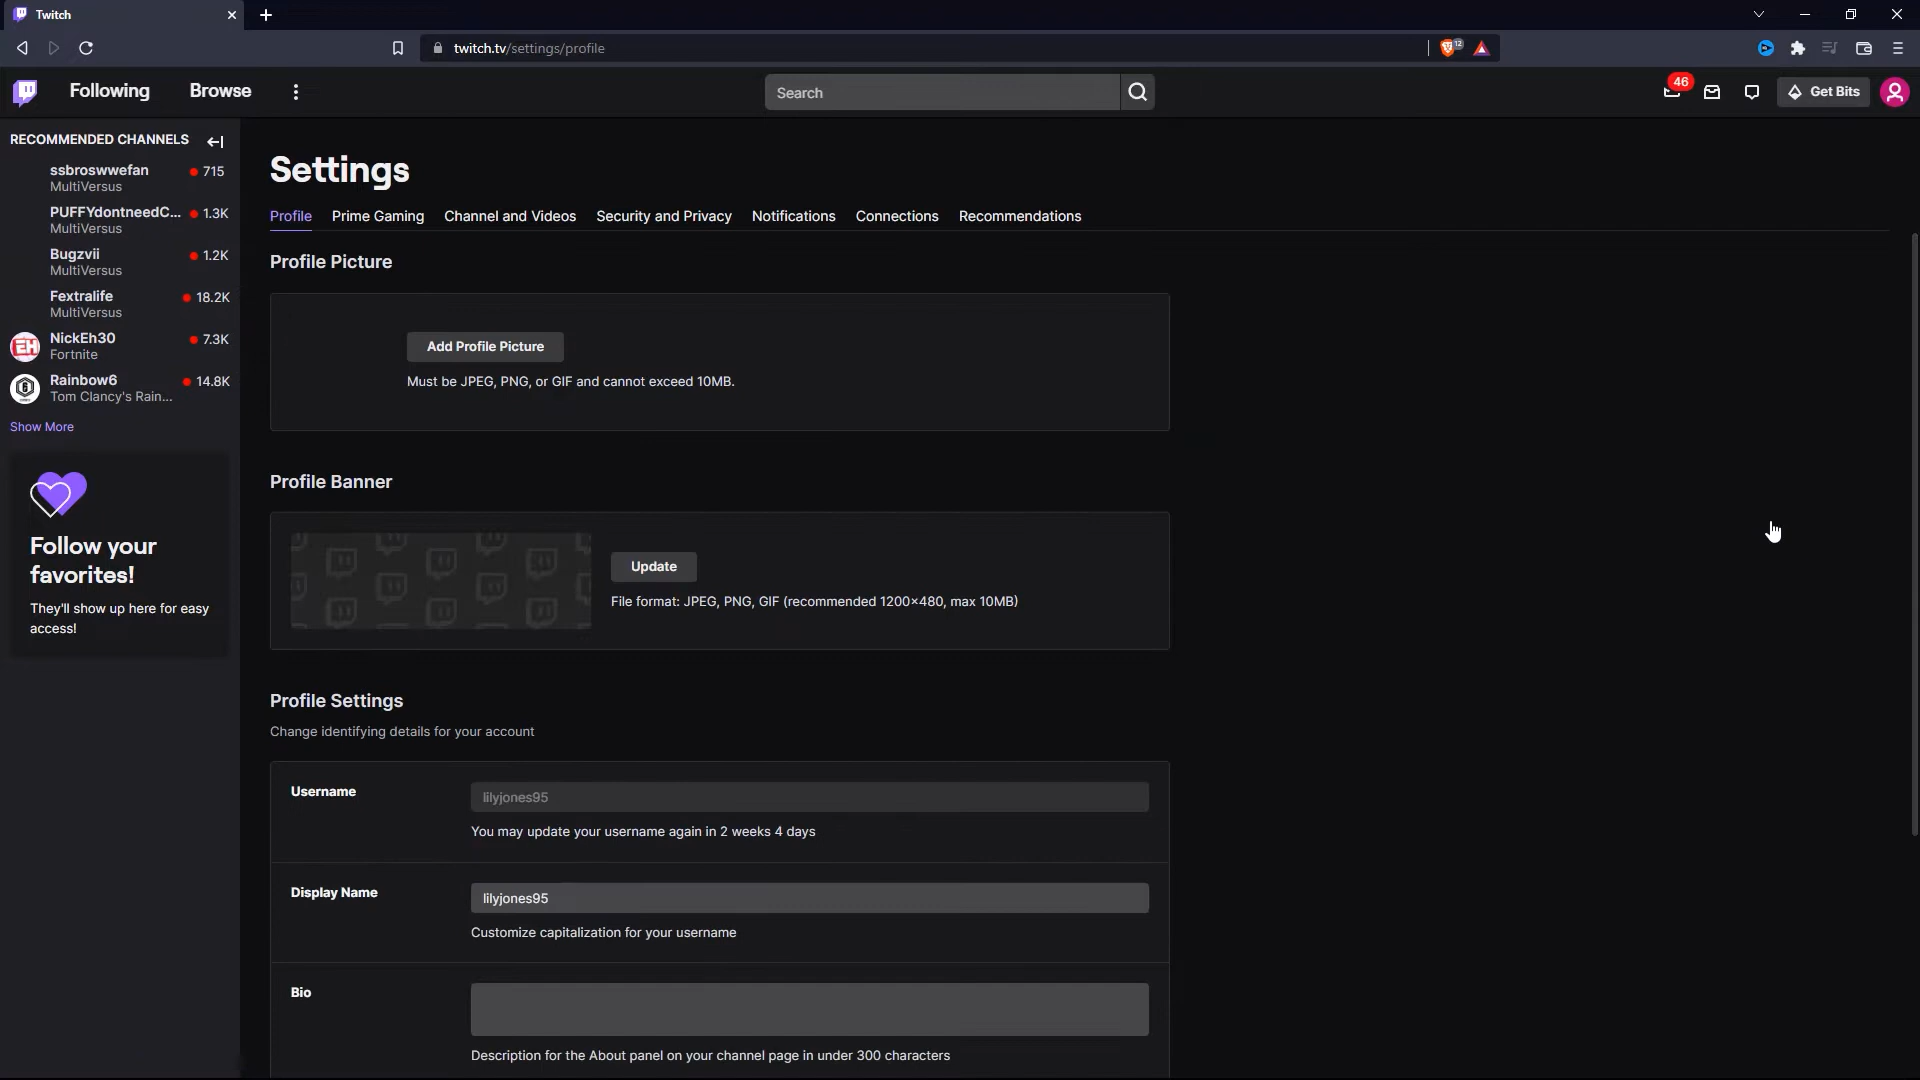 Twitch
twitch.tv/settings/profile
12
Following
Browse
Search
46
Get Bits
RECOMMENDED CHANNELS
ssbroswwefan
715
MultiVersus
PUFFYdontneedC...
1.3K
MultiVersus
Bugzvii
1.2K
MultiVersus
Fextralife
18.2K
MultiVersus
NickEh30
7.3K
Fortnite
Rainbow6
14.8K
Tom Clancy's Rain...
Show More
Follow your
favorites!
They'll show up here for easy
access!
Settings
Profile Prime Gaming Channel and Videos Security and Privacy Notifications Connections Recommendations
Profile Picture
Add Profile Picture
Must be JPEG, PNG, or GIF and cannot exceed 10MB.
Profile Banner
Update
File format: JPEG, PNG, GIF (recommended 1200×480, max 10MB)
Profile Settings
Change identifying details for your account
Username
lilyjones95
You may update your username again in 2 weeks 4 days
Display Name
lilyjones95
Customize capitalization for your username
Bio
Description for the About panel on your channel page in under 300 characters